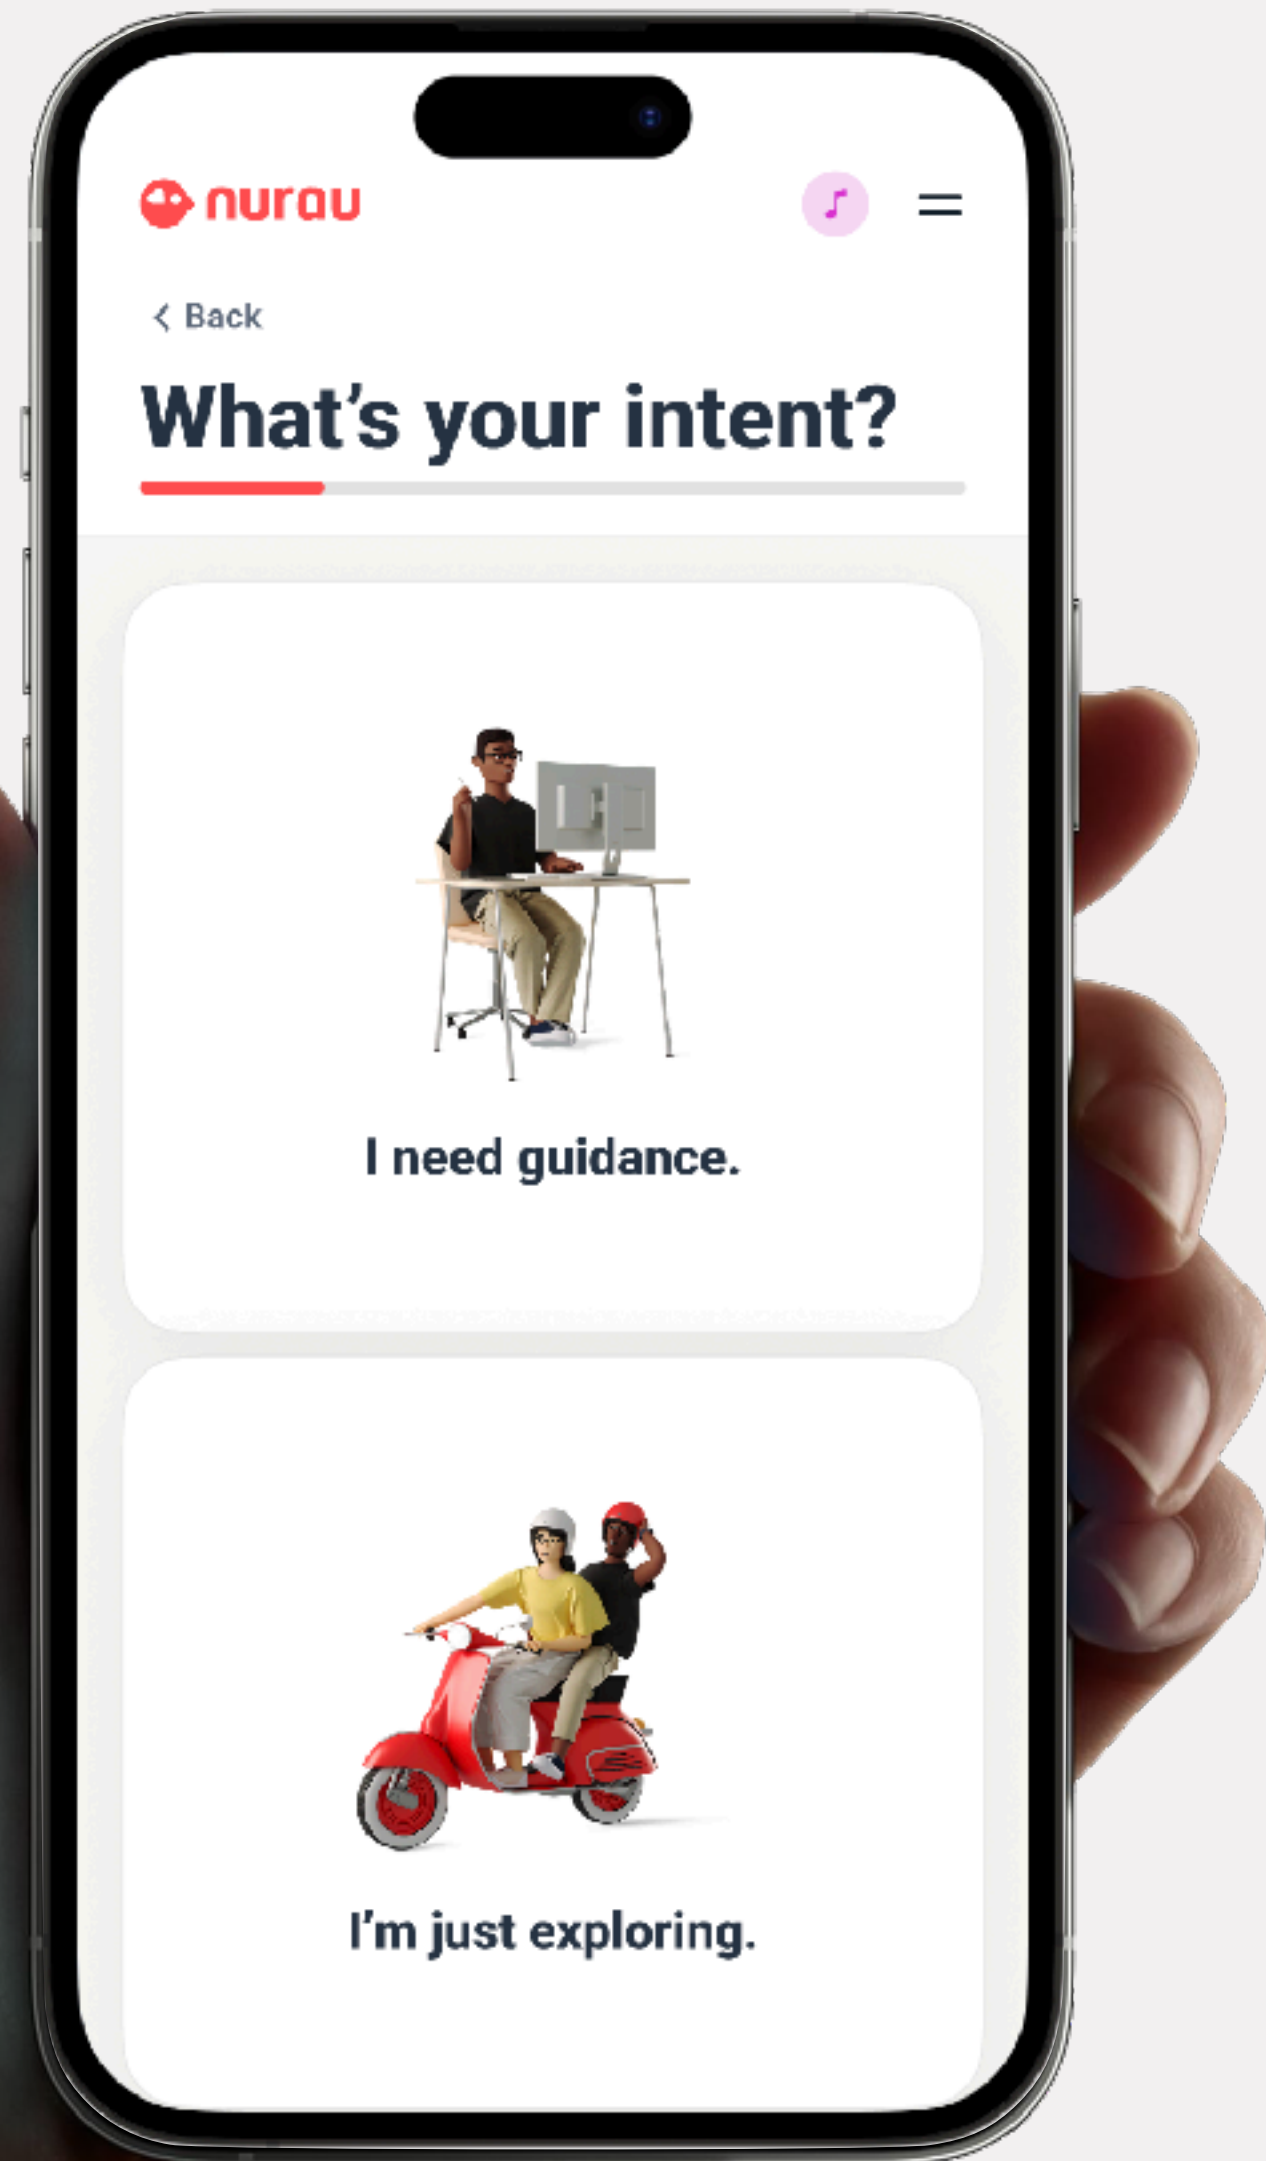 nurau
Back
What's your intent?
I need guidance.
I'm just exploring.